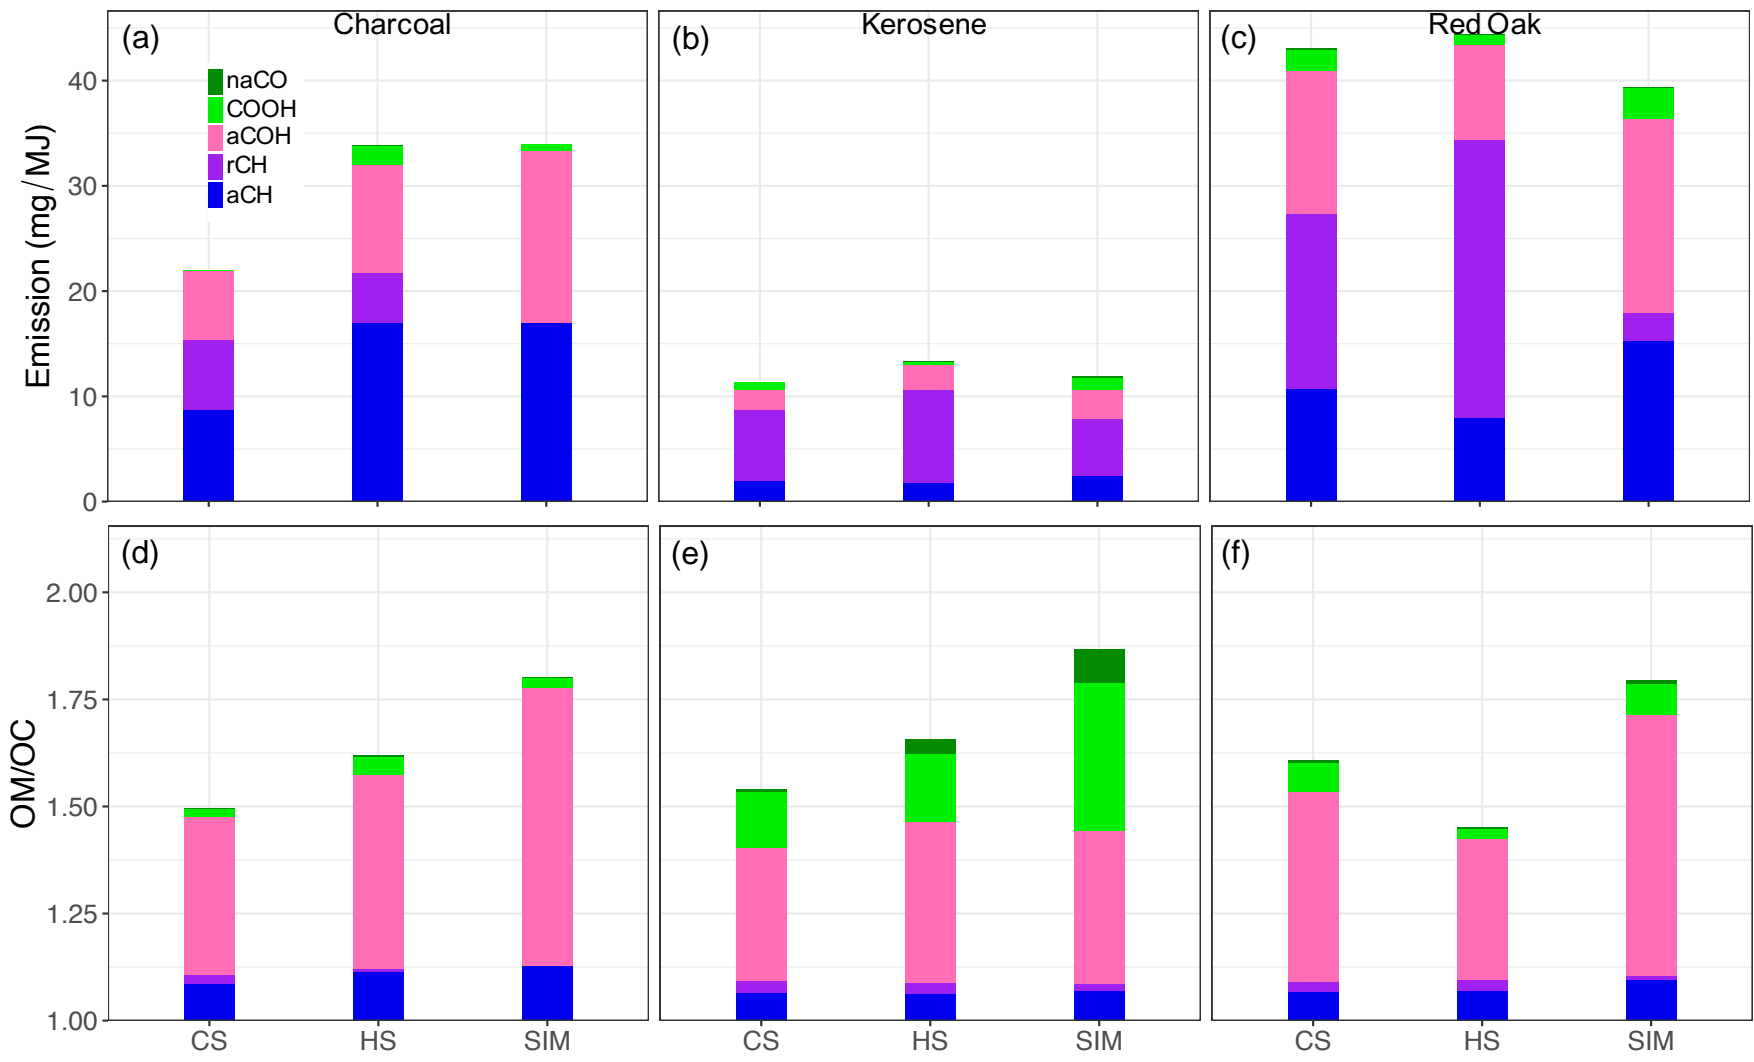 (a) Charcoal
(b) Kerosene
(c) Red Oak
naCO
COOH
aCOH
rCH
aCH
Emission (mg/MJ)
40
30
20
10
0
(d)
(e)
(f)
OM/OC
2.00
1.75
1.50
1.25
1.00
CS HS SIM
CS HS SIM
CS HS SIM